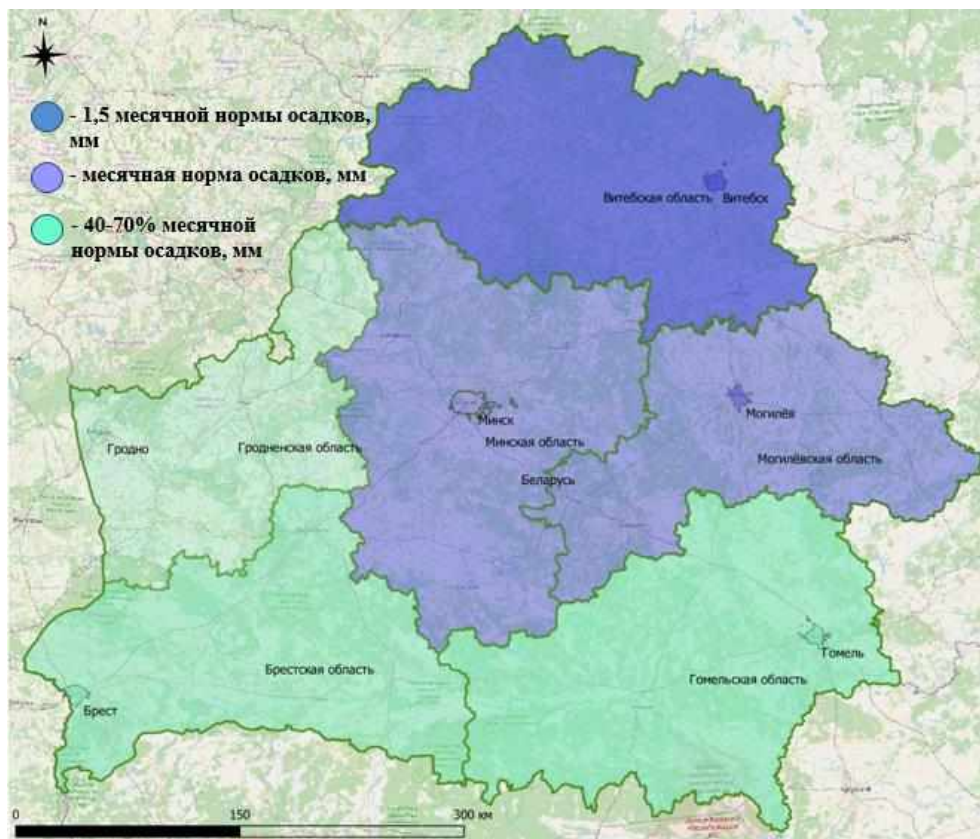 N
- 1,5 месячной нормы осадков,
мм
- месячная норма осадков, мм
- 40-70% месячной
нормы осадков, мм
Витебская область
Витебск
Минск
Минская область
Беларусь
Могилёв
Могилёвская область
Гродно
Гродненская область
Брестская область
Брест
Гомель
Гомельская область
0
150
300 км